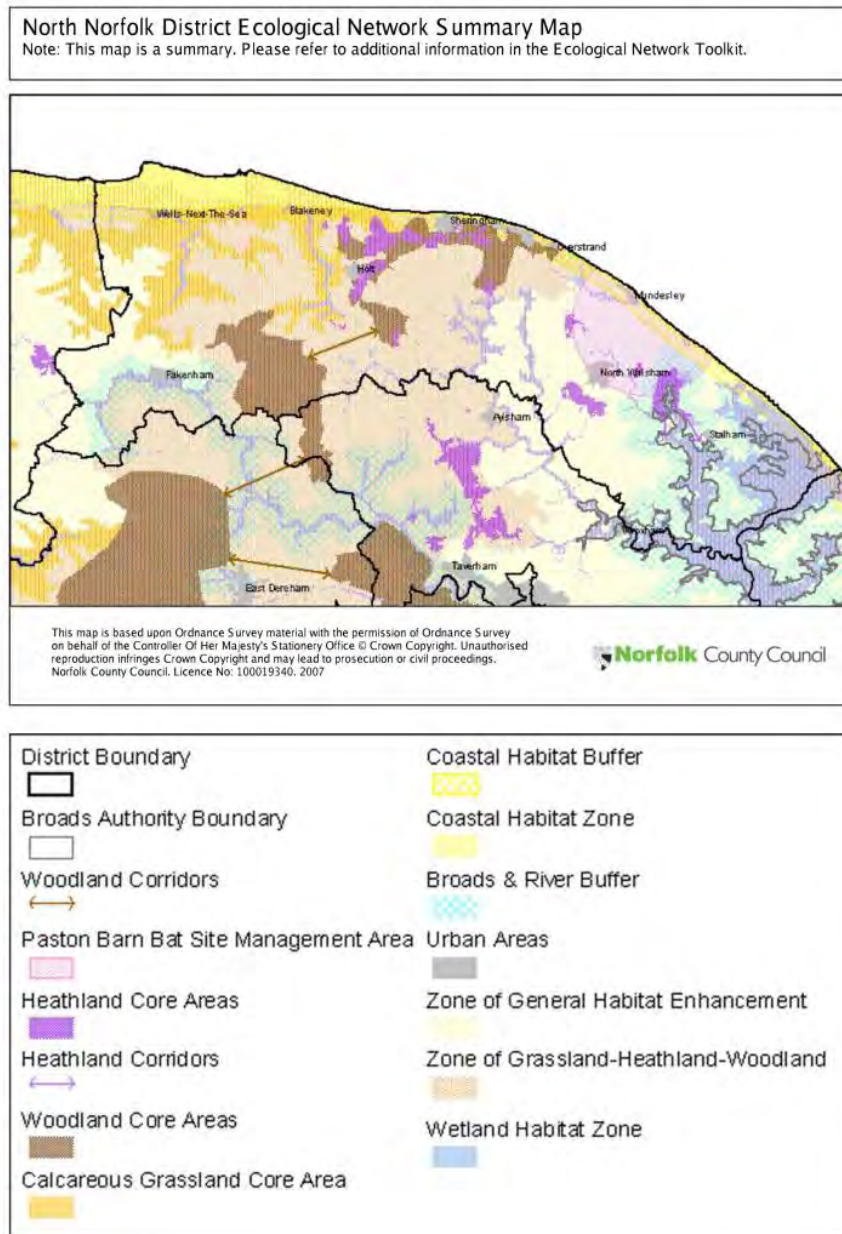 North Norfolk District Ecological Network Summary Map
Note: This map is a summary. Please refer to additional information in the Ecological Network Toolkit.
Wells-Next-The-Sea
Blakeney
Sheringham
Overstrand
Holt
Mundesley
Fakenham
North Walsham
Aylsham
Stalham
Taverham
East Dereham
This map is based upon Ordnance Survey material with the permission of Ordnance Survey
on behalf of the Controller Of Her Majesty's Stationery Office © Crown Copyright. Unauthorised
reproduction infringes Crown Copyright and may lead to prosecution or civil proceedings.
Norfolk County Council. Licence No: 100019340. 2007
Norfolk County Council
District Boundary
Broads Authority Boundary
Woodland Corridors
Paston Barn Bat Site Management Area
Heathland Core Areas
Heathland Corridors
Woodland Core Areas
Calcareous Grassland Core Area
Coastal Habitat Buffer
Coastal Habitat Zone
Broads & River Buffer
Urban Areas
Zone of General Habitat Enhancement
Zone of Grassland-Heathland-Woodland
Wetland Habitat Zone